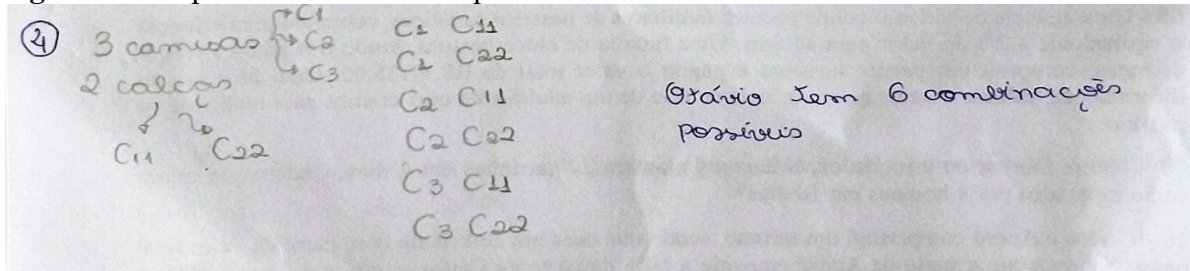 4
3 camisas
C1
C2
C3
2 calças
C11
C22
C1 C11
C1 C22
C2 C11
C2 C22
C3 C11
C3 C22
Otávio tem 6 combinações
possíveis